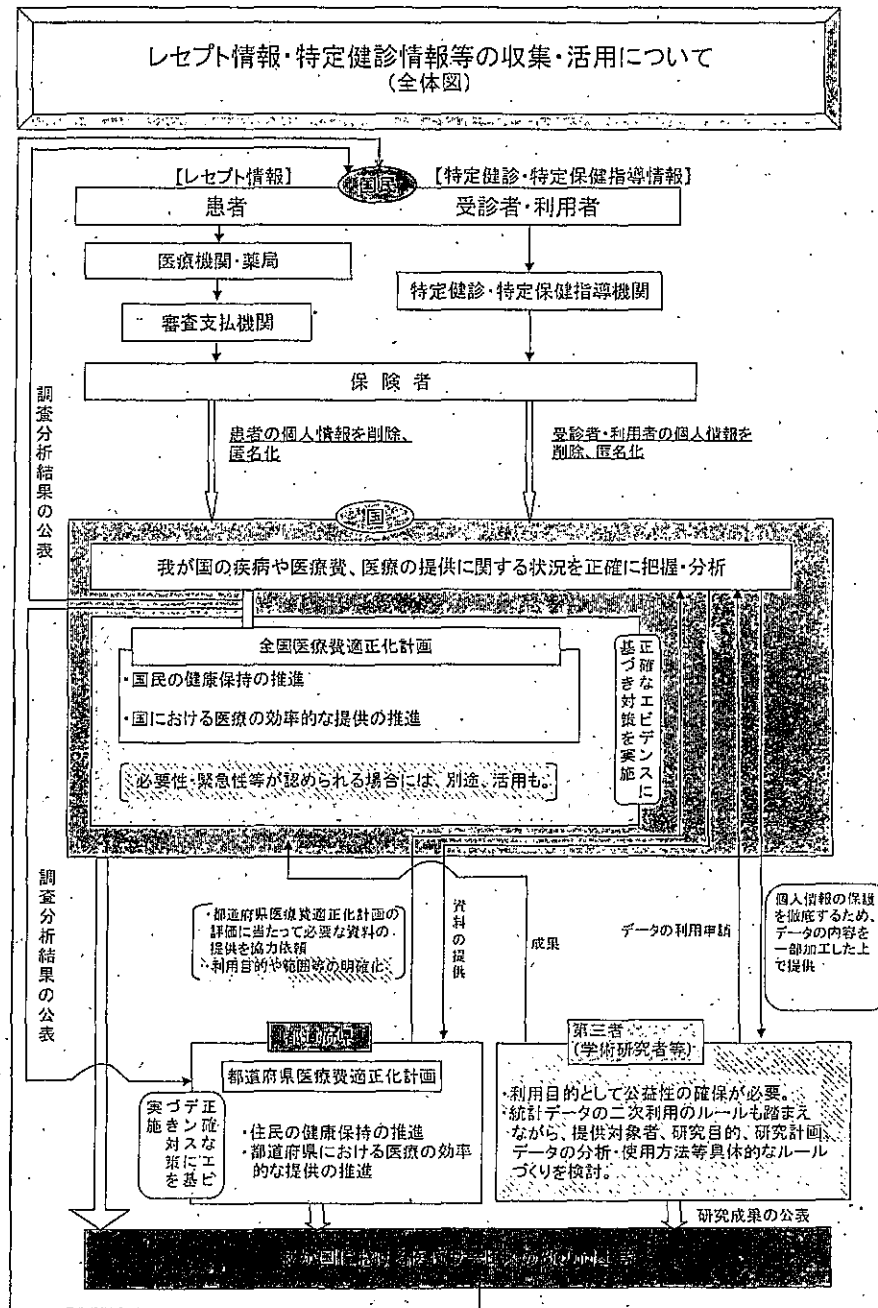 レセプト情報・特定健診情報等の収集・活用について
(全体図)
【レセプト情報】
国民
【特定健診・特定保健指導情報】
患者
受診者・利用者
医療機関・薬局
特定健診・特定保健指導機関
審査支払機関
保険者
調査分析結果の公表
患者の個人情報を削除、
匿名化
受診者・利用者の個人情報を
削除、匿名化
国
我が国の疾病や医療費、医療の提供に関する状況を正確に把握・分析
全国医療費適正化計画
・国民の健康保持の推進
・国における医療の効率的な提供の推進
必要性・緊急性等が認められる場合には、別途、活用も。
正確なエビデンスに
基づき対策を実施
調査分析結果の公表
・都道府県医療費適正化計画の
評価に当たって必要な資料の
提供を協力依頼
・利用目的や範囲等の明確化
資料の提供
成果
データの利用申請
個人情報の保護
を徹底するため、
データの内容を
一部加工した上
で提供
都道府県
都道府県医療費適正化計画
正確なエビ
デンスに基
づき対策を
実施
・住民の健康保持の推進
・都道府県における医療の効率
的な提供の推進
第三者
(学術研究者等)
・利用目的として公益性の確保が必要。
・統計データの二次利用のルールも踏まえ
ながら、提供対象者、研究目的、研究計画、
データの分析・使用方法等具体的なルール
づくりを検討。
研究成果の公表